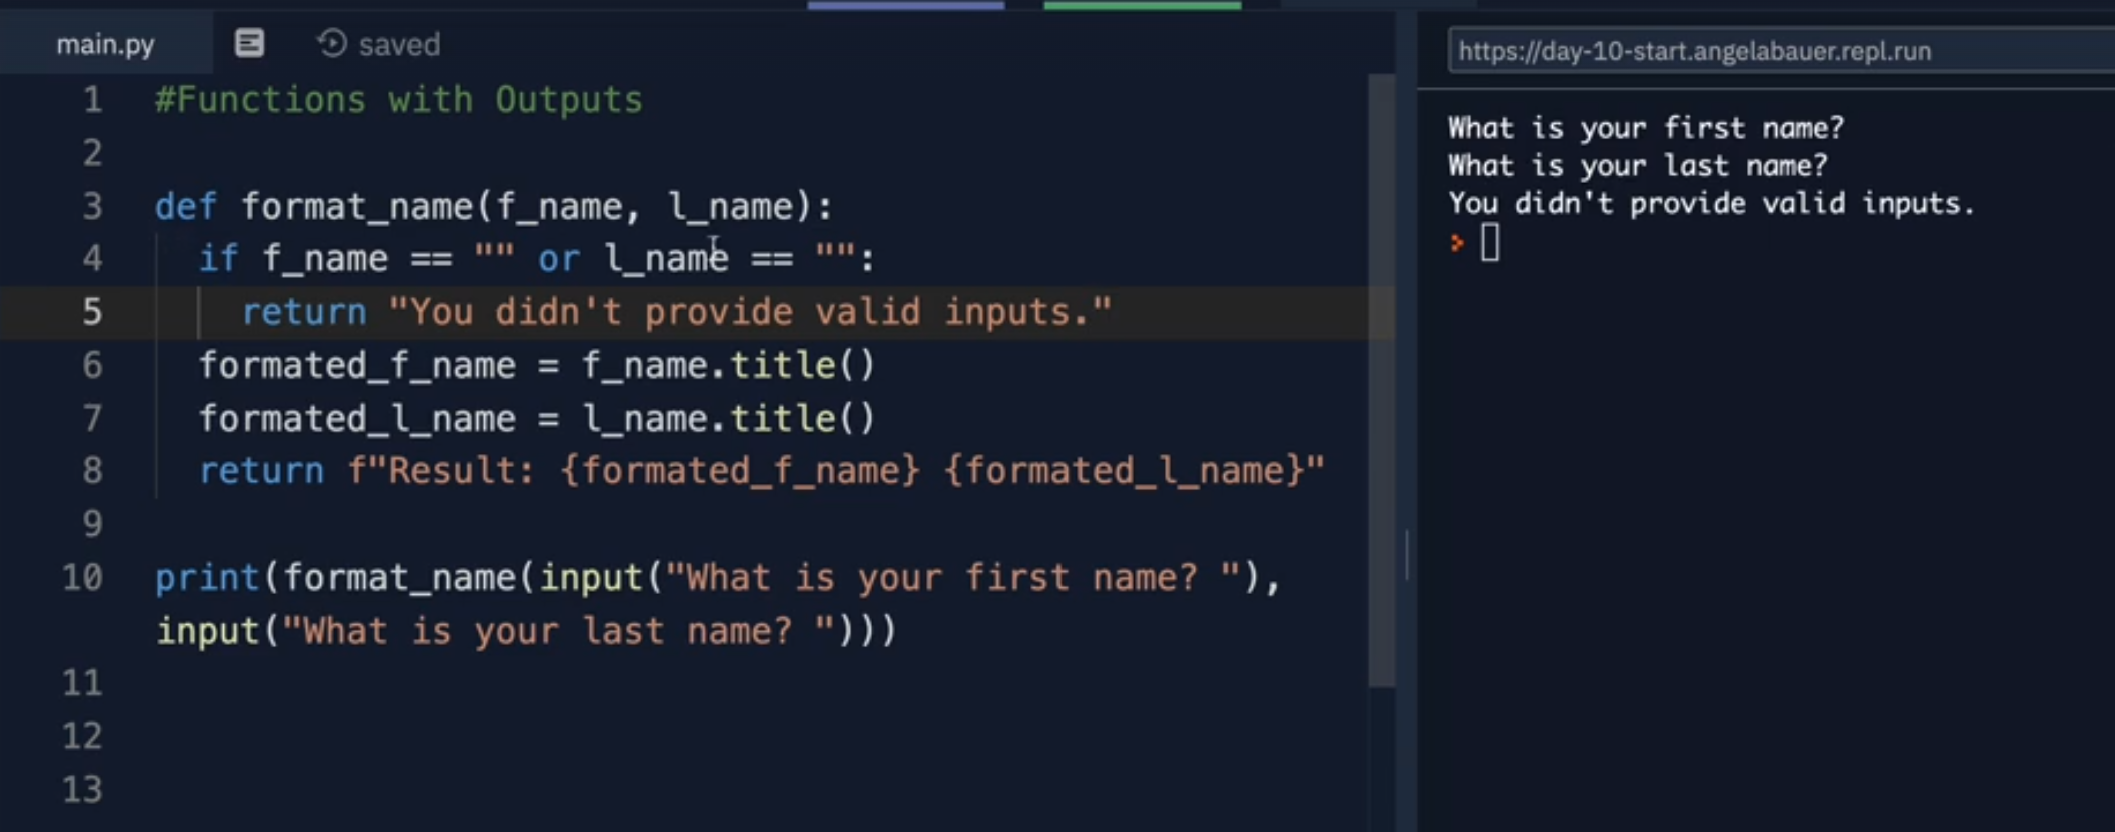 main.py saved
1 #Functions with Outputs
2
3 def format_name(f_name, l_name):
4 if f_name == "" or l_name == "":
5 return "You didn't provide valid inputs."
6 formated_f_name = f_name.title()
7 formated_l_name = l_name.title()
8 return f"Result: {formated_f_name} {formated_l_name}"
9
10 print(format_name(input("What is your first name? "),
input("What is your last name? ")))
11
12
13
https://day-10-start.angelabauer.repl.run
What is your first name?
What is your last name?
You didn't provide valid inputs.